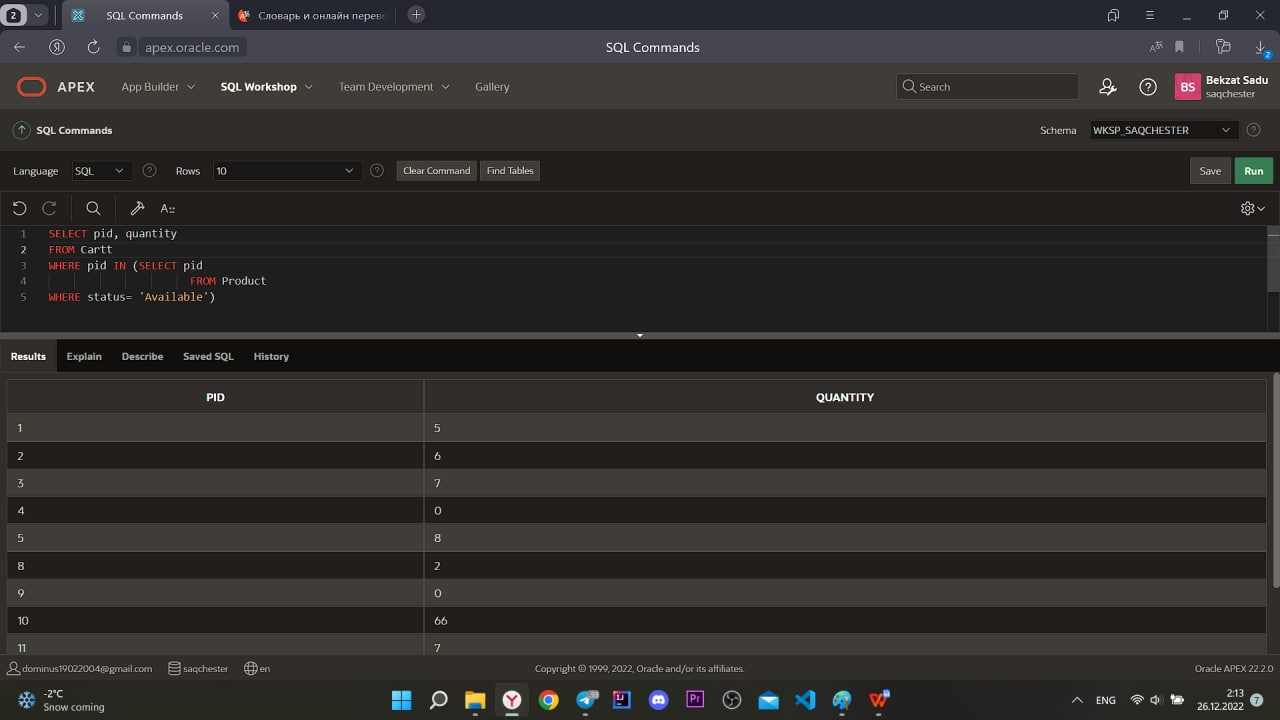 2
SQL Commands
Словарь и онлайн перево
apex.oracle.com
SQL Commands
APEX
App Builder
SQL Workshop
Team Development
Gallery
Search
BS
Bekzat Sadu
saqchester
SQL Commands
Schema
WKSP_SAQCHESTER
Language
SQL
Rows
10
Clear Command
Find Tables
Save
Run
A::
1 SELECT pid, quantity
2 FROM Cartt
3 WHERE pid IN (SELECT pid
4 FROM Product
5 WHERE status= 'Available')
Results Explain Describe Saved SQL History
PID QUANTITY
1 5
2 6
3 7
4 0
5 8
8 2
9 0
10 66
11 7
dominus19022004@gmail.com saqchester en
Copyright © 1999, 2022, Oracle and/or its affiliates.
Oracle APEX 22.2.0
-2°C
Snow coming
ENG
2:13
26.12.2022
7